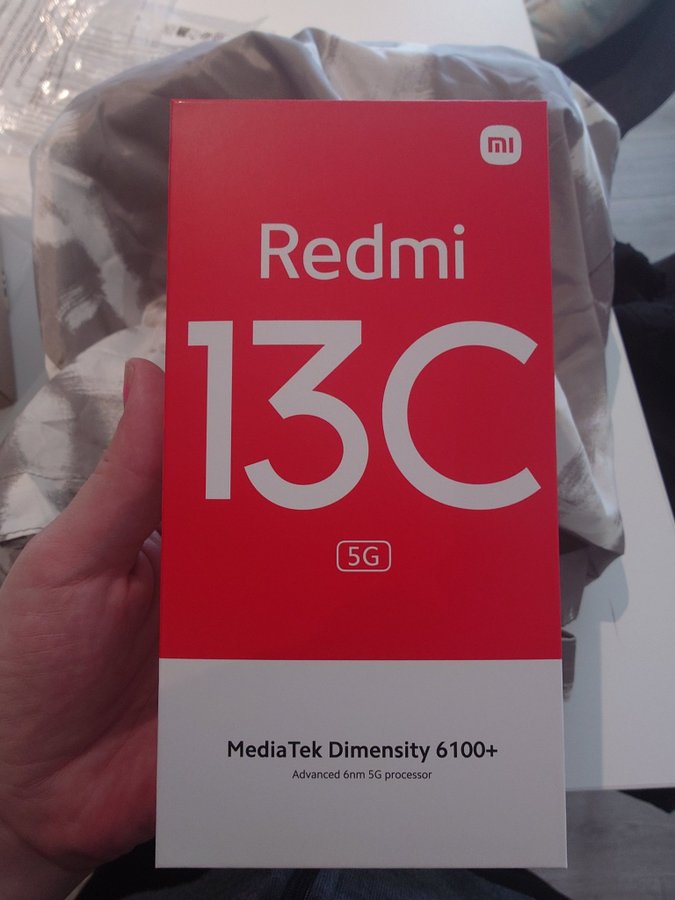 mi
Redmi
13C
5G
MediaTek Dimensity 6100+
Advanced 6nm 5G processor